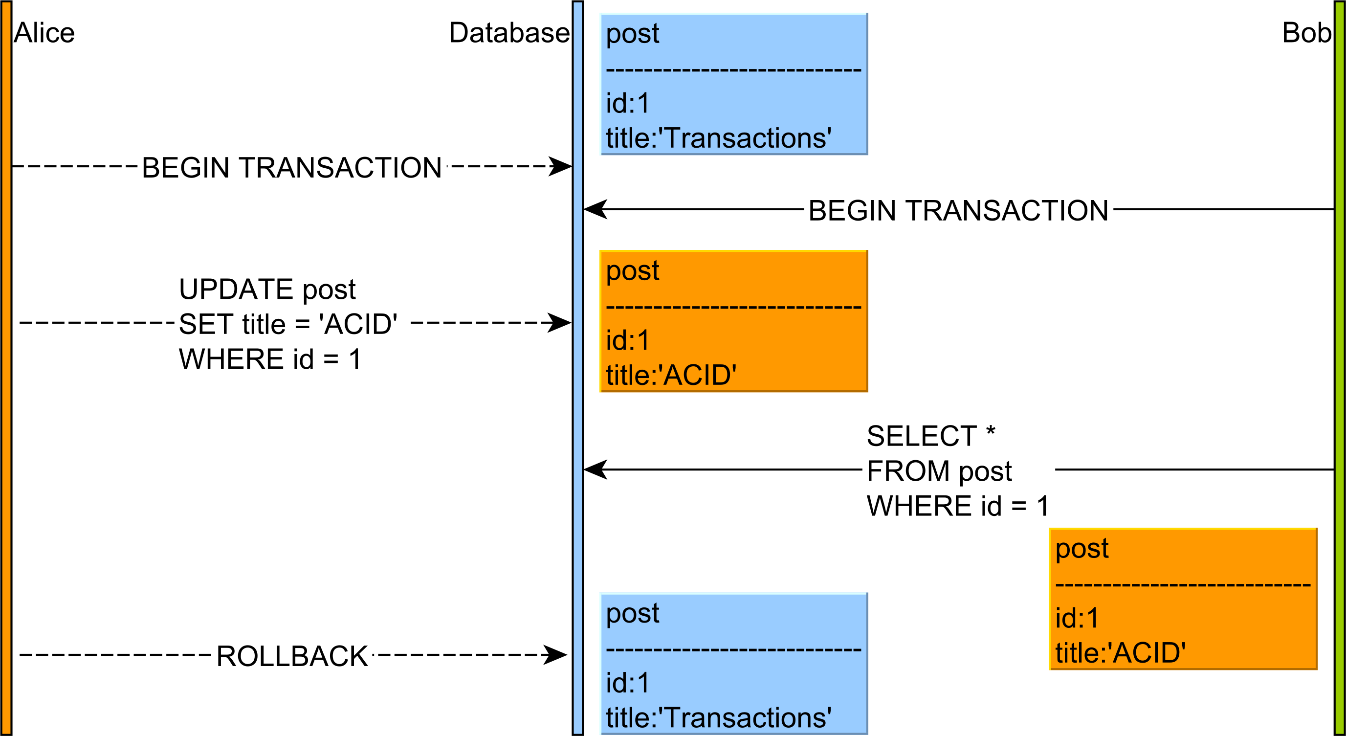 Alice
Database
Bob
post
---------------------------
id:1
title:'Transactions'
BEGIN TRANSACTION
BEGIN TRANSACTION
UPDATE post
SET title = 'ACID'
WHERE id = 1
post
---------------------------
id:1
title:'ACID'
SELECT *
FROM post
WHERE id = 1
post
---------------------------
id:1
title:'ACID'
ROLLBACK
post
---------------------------
id:1
title:'Transactions'